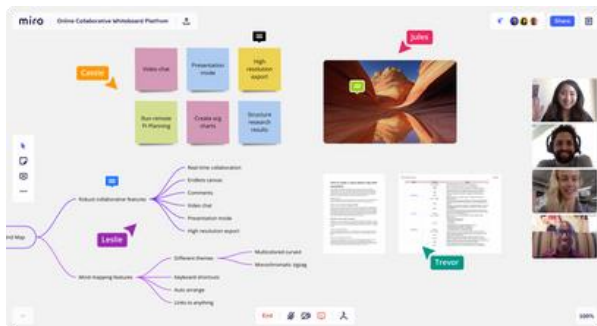 miro
Online Collaborative Whiteboard Platform
Share
Cassie
Video chat
Presentation
mode
High
resolution
export
Run remote
PI Planning
Create org
charts
Structure
research
results
Jules
Real-time collaboration
Endless canvas
Comments
Robust collaborative features
Video chat
Presentation mode
High resolution export
Leslie
nd Map
Different themes
Multicolored curved
Monochromatic zigzag
Mind mapping features
Keyboard shortcuts
Auto arrange
Links to anything
Trevor
End
100%